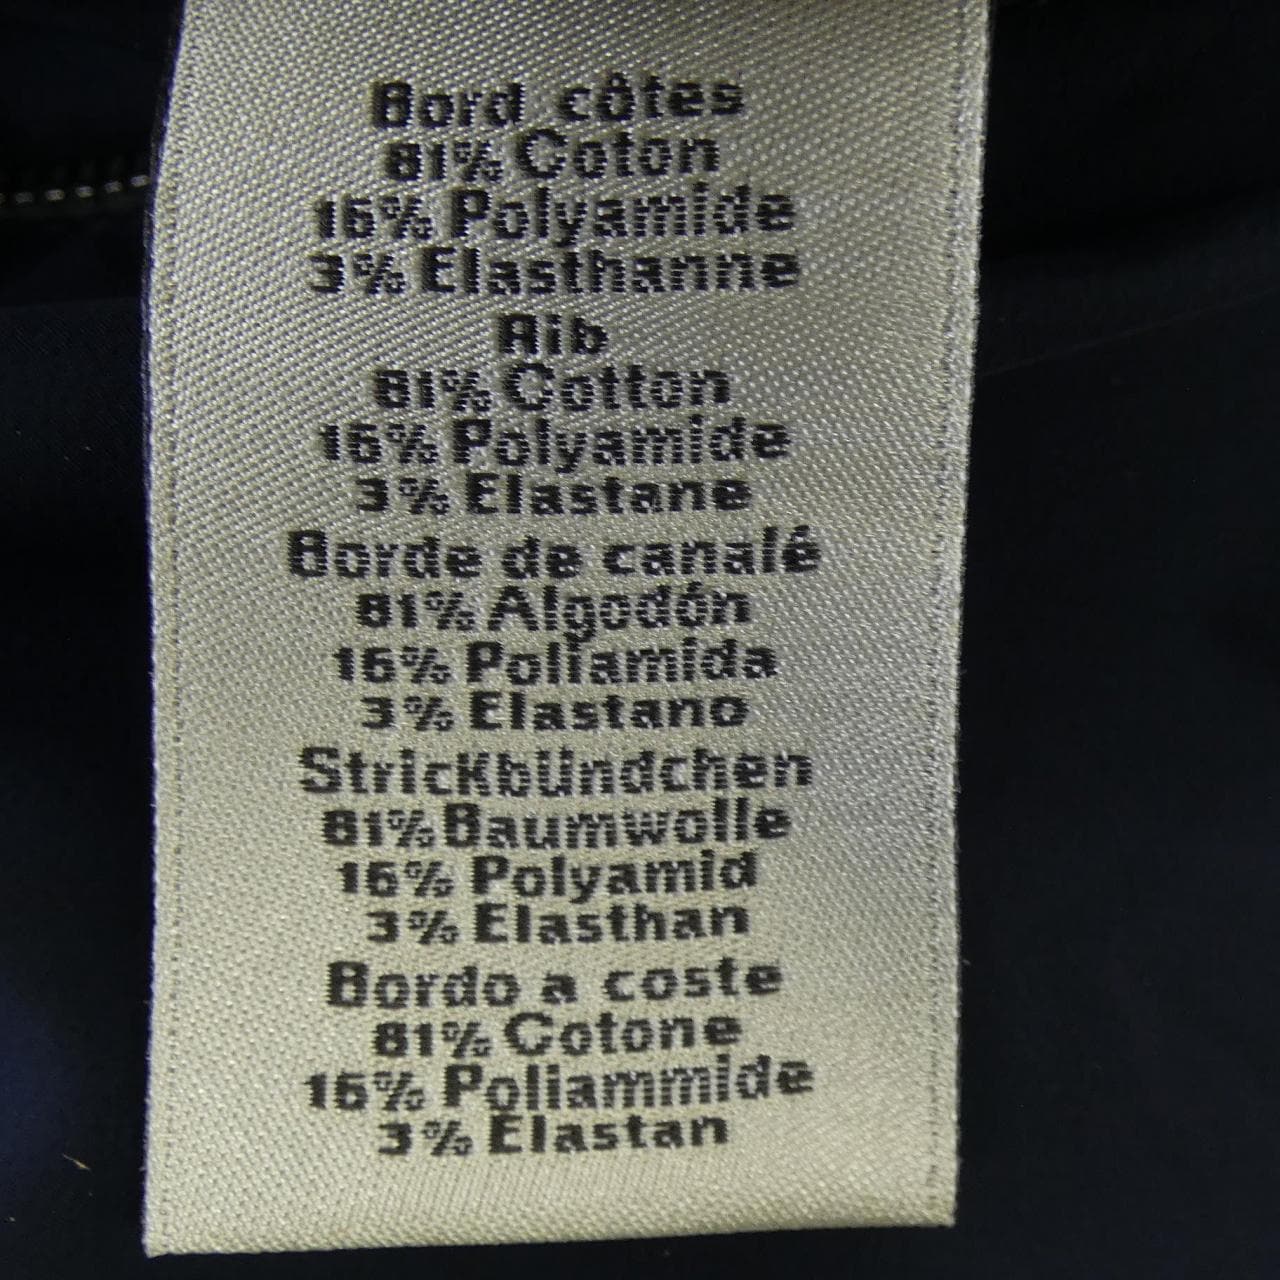 Bord côtes
81% Coton
16% Polyamide
3% Elasthanne
Rib
81% Cotton
16% Polyamide
3% Elastane
Borde de canalé
81% Algodón
16% Poliamida
3% Elastano
Strickbündchen
81% Baumwolle
16% Polyamid
3% Elasthan
Bordo a coste
81% Cotone
16% Poliammide
3% Elastan